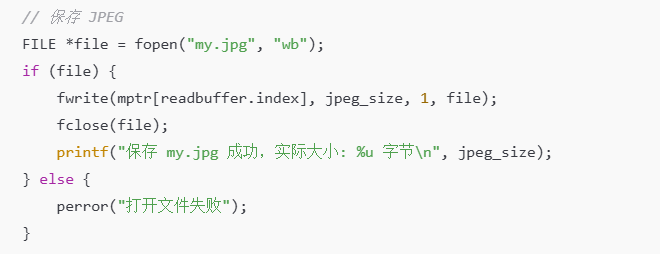 // 保存 JPEG
FILE *file = fopen("my.jpg", "wb");
if (file) {
    fwrite(mptr[readbuffer.index], jpeg_size, 1, file);
    fclose(file);
    printf("保存 my.jpg 成功，实际大小: %u 字节\n", jpeg_size);
} else {
    perror("打开文件失败");
}